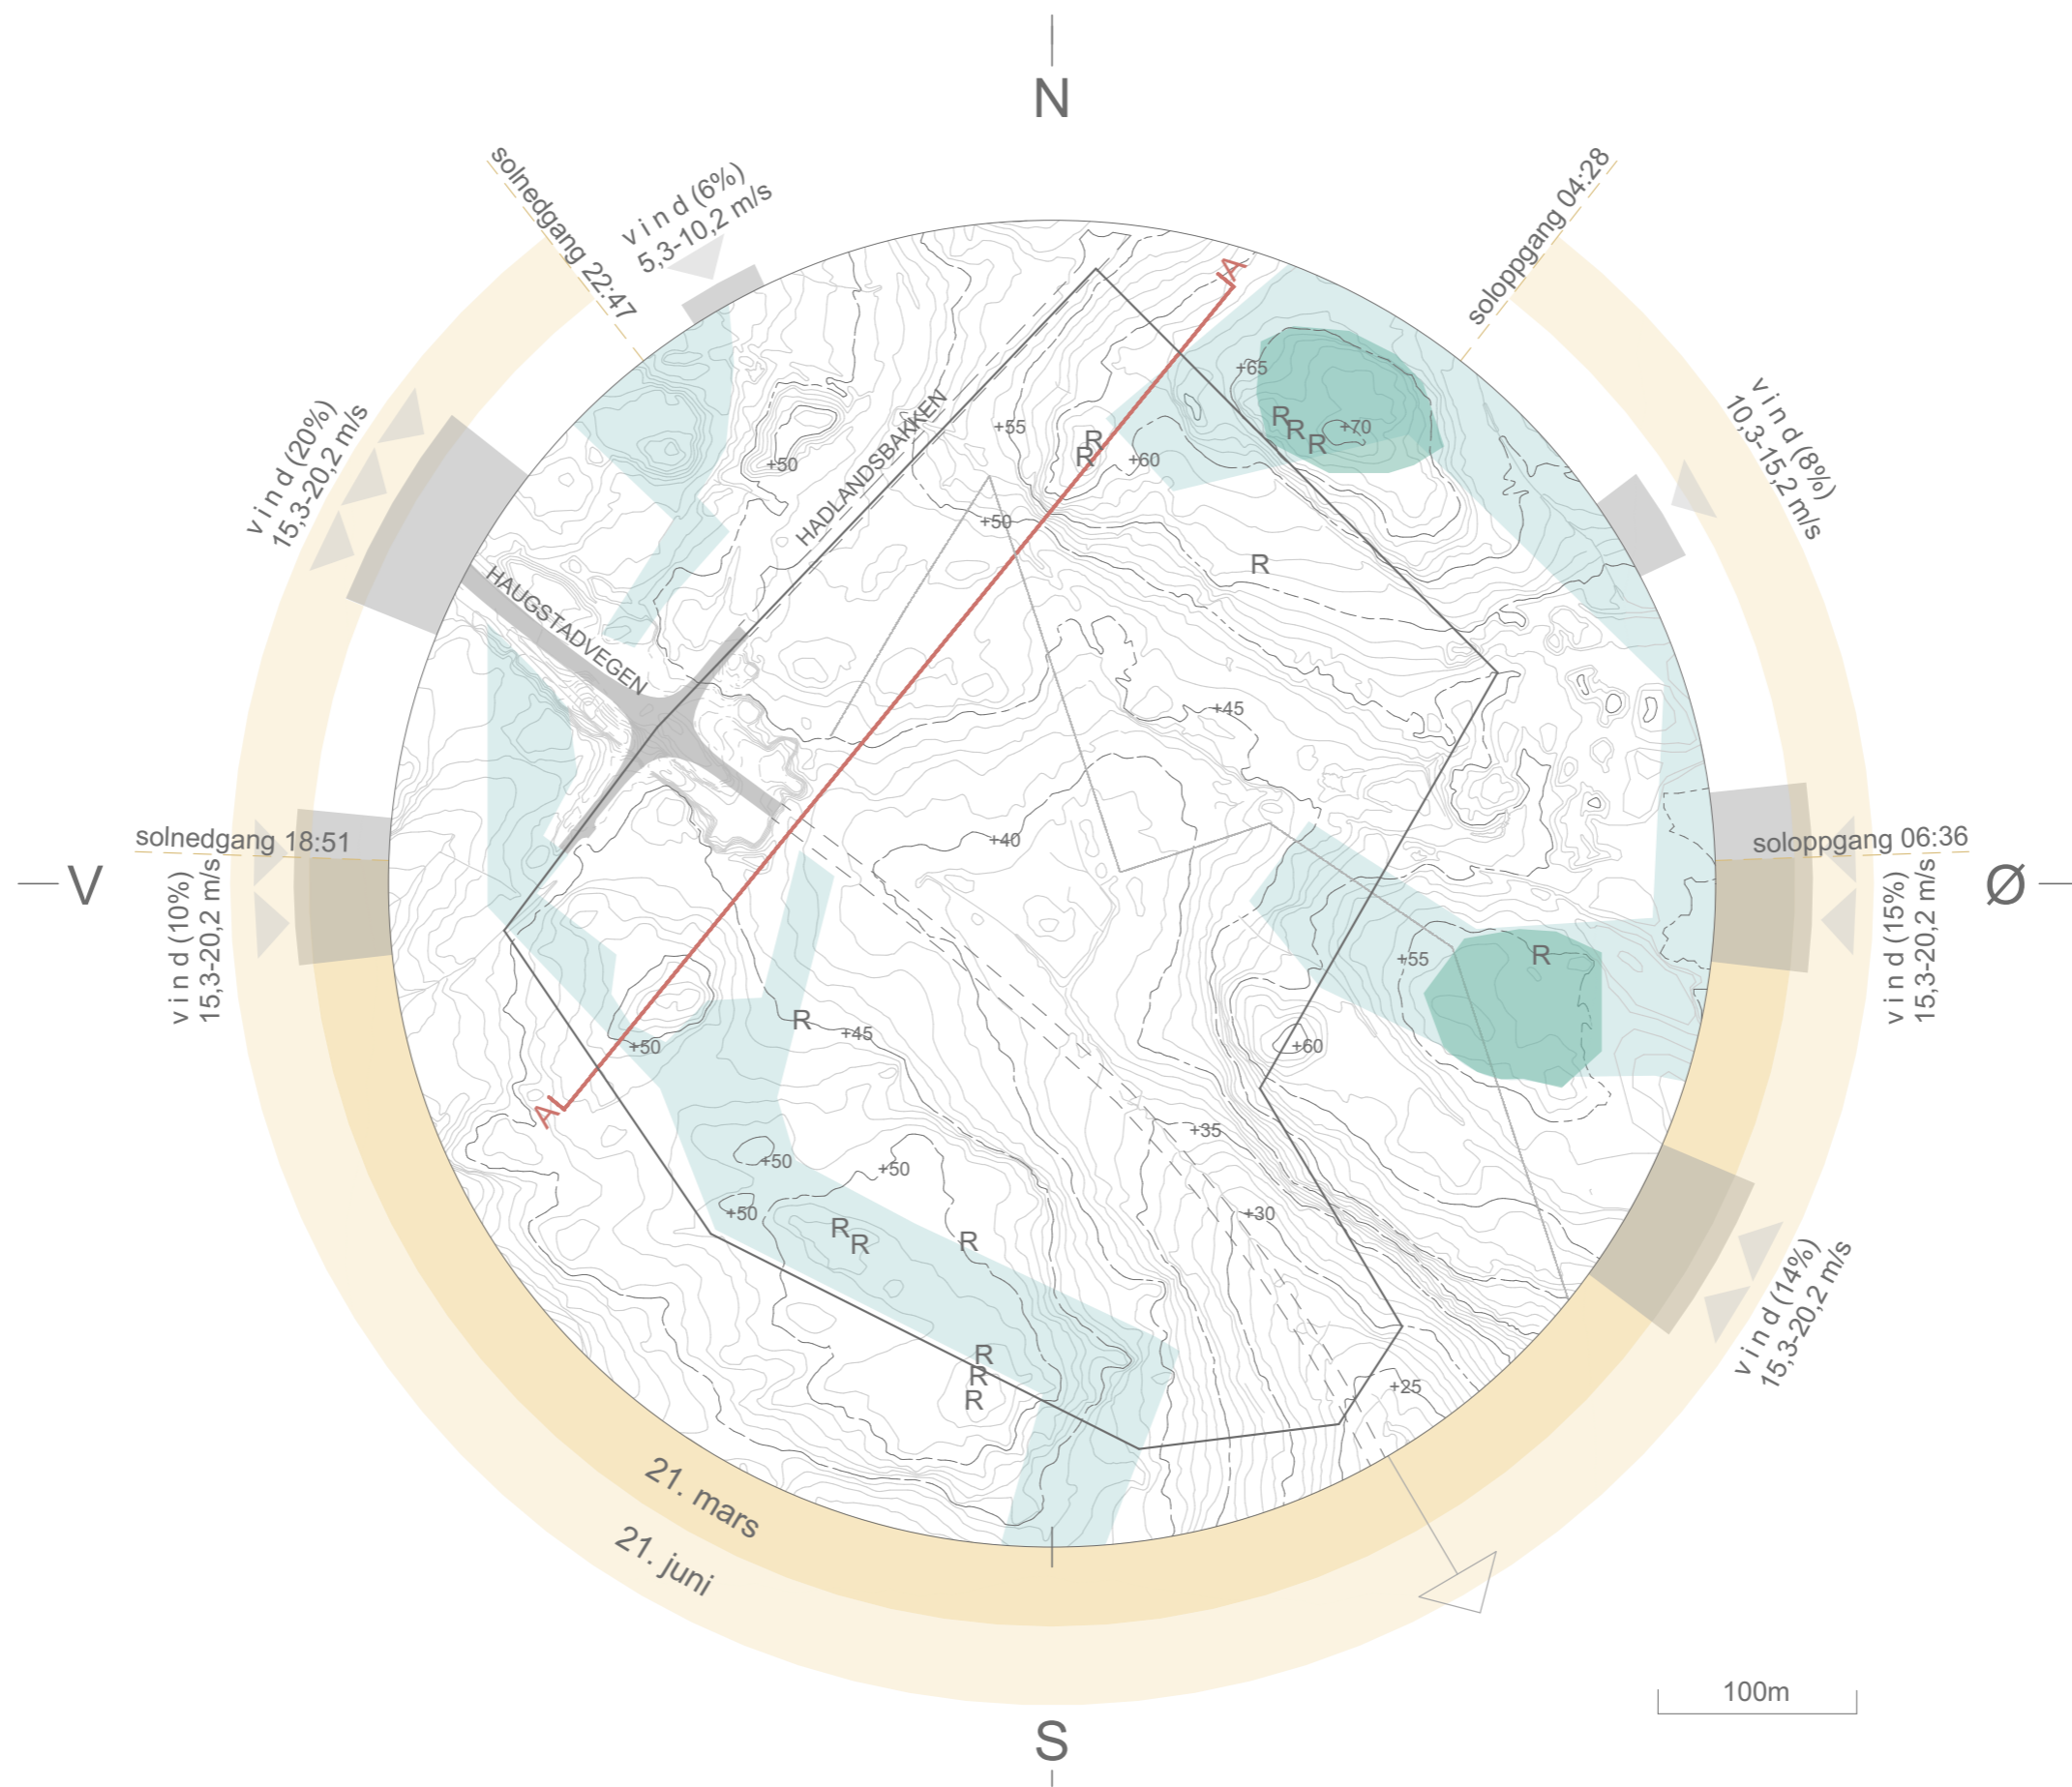 N
solnedgang 22:47
vind (6%)
5,3-10,2 m/s
soloppgang 04:28
A
vind (20%)
15,3-20,2 m/s
vind (8%)
10,3-15,2 m/s
HADLANDSBAKKEN
HAUGSTADVEGEN
+65
R
R
R
+70
+55
R
R
+60
+50
+50
R
+45
+40
solnedgang 18:51
soloppgang 06:36
V
Ø
vind (10%)
15,3-20,2 m/s
vind (15%)
15,3-20,2 m/s
+55
R
R
+45
+50
+60
A
+35
+50
+50
+50
+30
R
R
R
vind (14%)
15,3-20,2 m/s
R
R
R
+25
21. mars
21. juni
100m
S